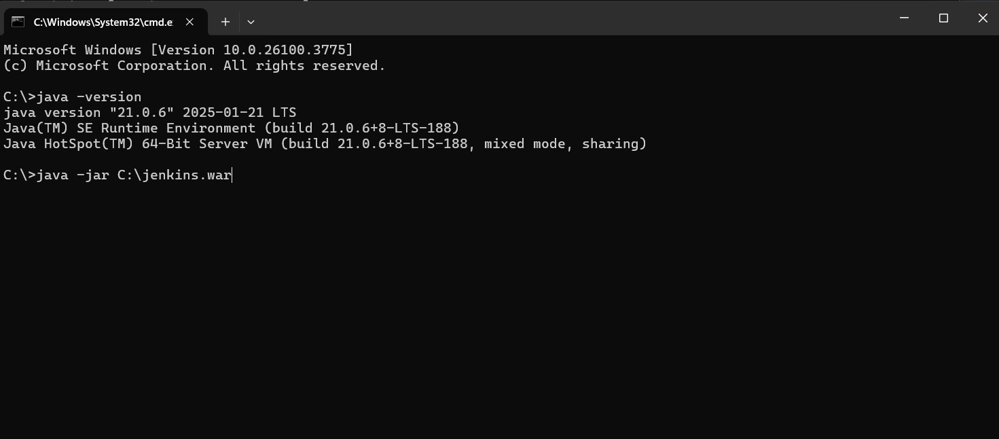 C:\Windows\System32\cmd.e
Microsoft Windows [Version 10.0.26100.3775]
(c) Microsoft Corporation. All rights reserved.
C:\>java -version
java version "21.0.6" 2025-01-21 LTS
Java(TM) SE Runtime Environment (build 21.0.6+8-LTS-188)
Java HotSpot(TM) 64-Bit Server VM (build 21.0.6+8-LTS-188, mixed mode, sharing)
C:\>java -jar C:\jenkins.war